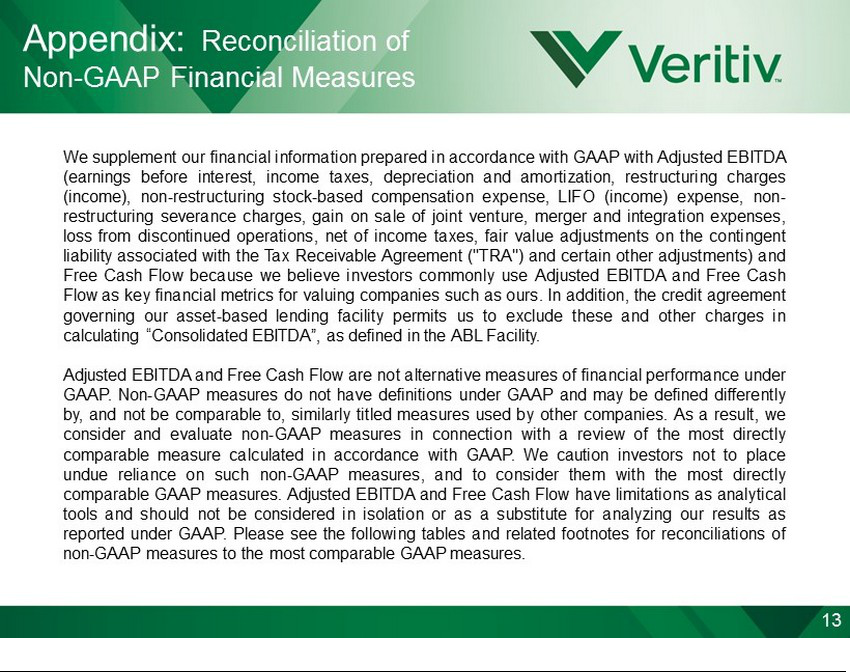 Appendix: Reconciliation of
Non-GAAP Financial Measures
Veritiv™
We supplement our financial information prepared in accordance with GAAP with Adjusted EBITDA
(earnings before interest, income taxes, depreciation and amortization, restructuring charges
(income), non-restructuring stock-based compensation expense, LIFO (income) expense, non-
restructuring severance charges, gain on sale of joint venture, merger and integration expenses,
loss from discontinued operations, net of income taxes, fair value adjustments on the contingent
liability associated with the Tax Receivable Agreement ("TRA") and certain other adjustments) and
Free Cash Flow because we believe investors commonly use Adjusted EBITDA and Free Cash
Flow as key financial metrics for valuing companies such as ours. In addition, the credit agreement
governing our asset-based lending facility permits us to exclude these and other charges in
calculating “Consolidated EBITDA”, as defined in the ABL Facility.
Adjusted EBITDA and Free Cash Flow are not alternative measures of financial performance under
GAAP. Non-GAAP measures do not have definitions under GAAP and may be defined differently
by, and not be comparable to, similarly titled measures used by other companies. As a result, we
consider and evaluate non-GAAP measures in connection with a review of the most directly
comparable measure calculated in accordance with GAAP. We caution investors not to place
undue reliance on such non-GAAP measures, and to consider them with the most directly
comparable GAAP measures. Adjusted EBITDA and Free Cash Flow have limitations as analytical
tools and should not be considered in isolation or as a substitute for analyzing our results as
reported under GAAP. Please see the following tables and related footnotes for reconciliations of
non-GAAP measures to the most comparable GAAP measures.
13